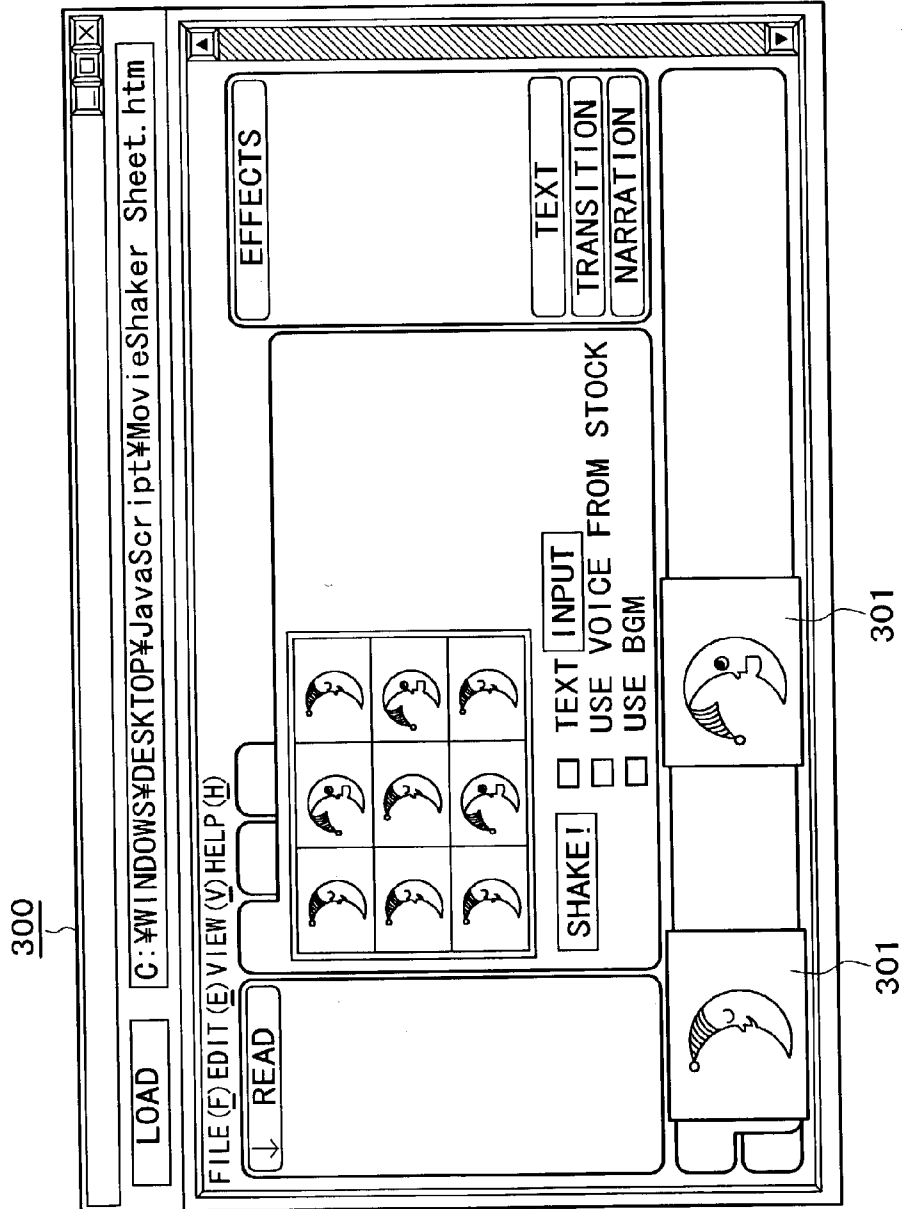 300
LOAD
C:¥WINDOWS¥DESKTOP¥JavaScript¥MovieShaker Sheet.htm
FILE(F) EDIT(E) VIEW(V) HELP(H)
↓ READ
SHAKE!
TEXT INPUT
USE VOICE FROM STOCK
USE BGM
EFFECTS
TEXT
TRANSITION
NARRATION
301
301